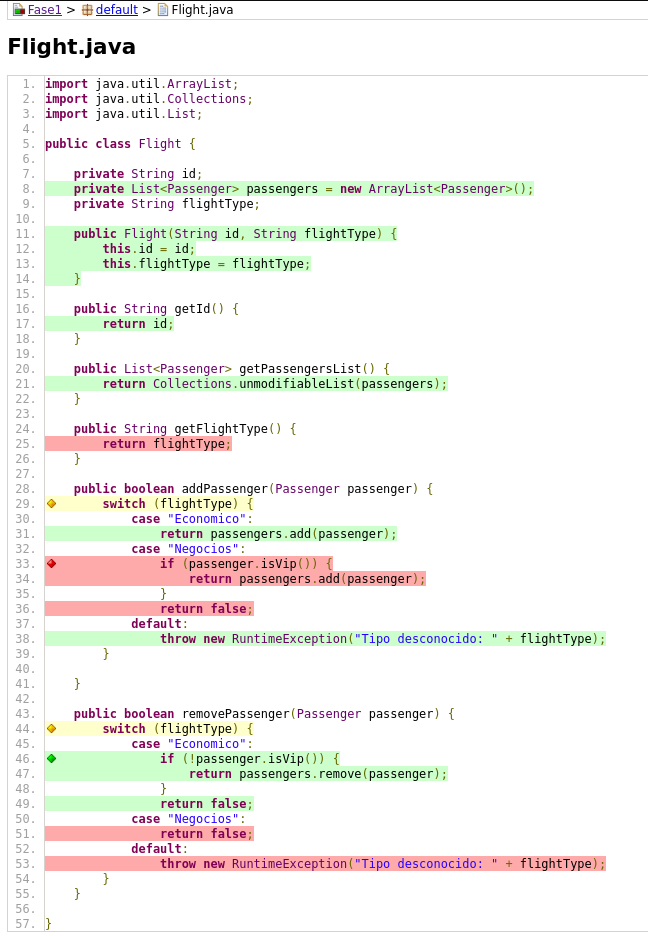 Fase1 > default > Flight.java
Flight.java
1. import java.util.ArrayList;
2. import java.util.Collections;
3. import java.util.List;
4.
5. public class Flight {
6.
7.     private String id;
8.     private List<Passenger> passengers = new ArrayList<Passenger>();
9.     private String flightType;
10.
11.     public Flight(String id, String flightType) {
12.         this.id = id;
13.         this.flightType = flightType;
14.     }
15.
16.     public String getId() {
17.         return id;
18.     }
19.
20.     public List<Passenger> getPassengersList() {
21.         return Collections.unmodifiableList(passengers);
22.     }
23.
24.     public String getFlightType() {
25.         return flightType;
26.     }
27.
28.     public boolean addPassenger(Passenger passenger) {
29.         switch (flightType) {
30.             case "Economico":
31.                 return passengers.add(passenger);
32.             case "Negocios":
33.                 if (passenger.isVip()) {
34.                     return passengers.add(passenger);
35.                 }
36.                 return false;
37.             default:
38.                 throw new RuntimeException("Tipo desconocido: " + flightType);
39.         }
40.
41.     }
42.
43.     public boolean removePassenger(Passenger passenger) {
44.         switch (flightType) {
45.             case "Economico":
46.                 if (!passenger.isVip()) {
47.                     return passengers.remove(passenger);
48.                 }
49.                 return false;
50.             case "Negocios":
51.                 return false;
52.             default:
53.                 throw new RuntimeException("Tipo desconocido: " + flightType);
54.         }
55.     }
56.
57. }